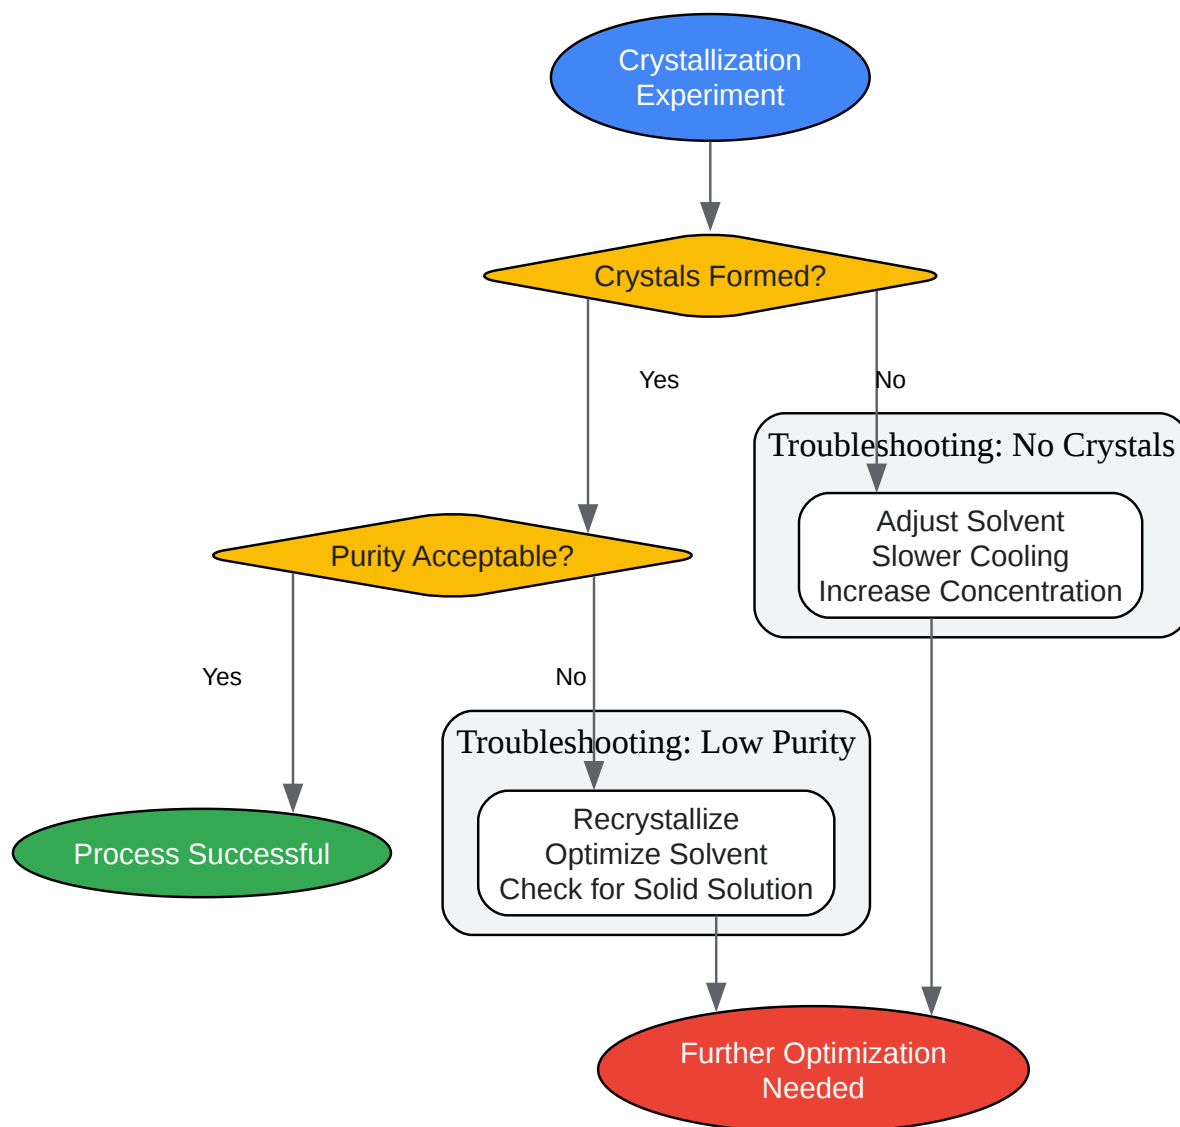 Crystallization
Experiment
Crystals Formed?
Yes
No
Troubleshooting: No Crystals
Adjust Solvent
Slower Cooling
Increase Concentration
Purity Acceptable?
Yes
No
Troubleshooting: Low Purity
Recrystallize
Optimize Solvent
Check for Solid Solution
Process Successful
Further Optimization
Needed